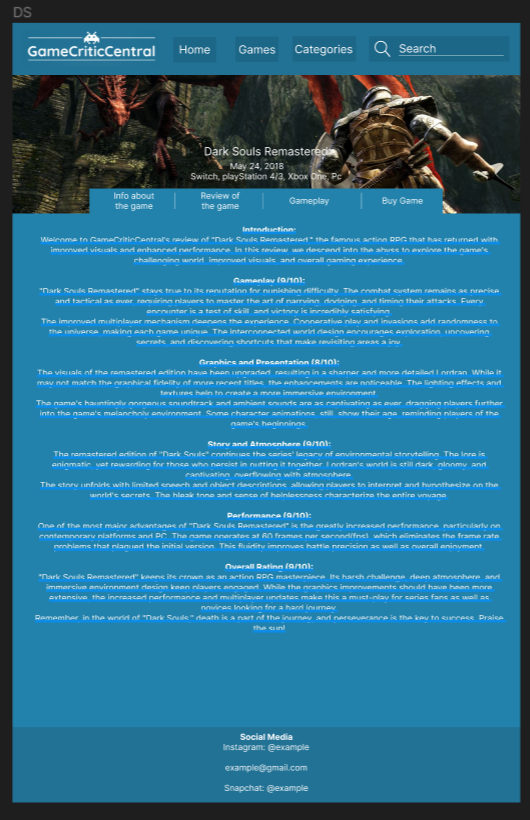 DS
GameCriticCentral
Home
Games
Categories
Search
Dark Souls Remastered
May 24, 2018
Switch, playStation 4/3, Xbox One, Pc
Info about
the game
Review of
the game
Gameplay
Buy Game
Introduction:
Welcome to GameCriticCentral's review of "Dark Souls Remastered," the famous action RPG that has returned with
improved visuals and enhanced performance. In this review, we descend into the abyss to explore the game's
challenging world, improved visuals, and overall gaming experience.
Gameplay (9/10):
"Dark Souls Remastered" stays true to its reputation for punishing difficulty. The combat system remains as precise
and tactical as ever, requiring players to master the art of parrying, dodging, and timing their attacks. Every
encounter is a test of skill, and victory is incredibly satisfying.
The improved multiplayer mechanism deepens the experience. Cooperative play and invasions add randomness to
the universe, making each game unique. The interconnected world design encourages exploration, uncovering
secrets, and discovering shortcuts that make revisiting areas a joy.
Graphics and Presentation (8/10):
The visuals of the remastered edition have been upgraded, resulting in a sharper and more detailed Lordran. While it
may not match the graphical fidelity of more recent titles, the enhancements are noticeable. The lighting effects and
textures help to create a more immersive environment.
The game's hauntingly gorgeous soundtrack and ambient sounds are as captivating as ever, dragging players further
into the game's melancholy environment. Some character animations, still, show their age, reminding players of the
game's beginnings.
Story and Atmosphere (9/10):
The remastered edition of "Dark Souls" continues the series' legacy of environmental storytelling. The lore is
enigmatic, yet rewarding for those who persist in putting it together. Lordran's world is still dark, gloomy, and
captivating, overflowing with atmosphere.
The story unfolds with limited speech and object descriptions, allowing players to interpret and hypothesize on the
world's secrets. The bleak tone and sense of helplessness characterize the entire voyage.
Performance (9/10):
One of the most major advantages of "Dark Souls Remastered" is the greatly increased performance, particularly on
contemporary platforms and PC. The game operates at 60 frames per second(fps), which eliminates the frame rate
problems that plagued the initial version. This fluidity improves battle precision as well as overall enjoyment.
Overall Rating (9/10):
"Dark Souls Remastered" keeps its crown as an action RPG masterpiece. Its harsh challenge, deep atmosphere, and
immersive environment keep players engaged. While the graphics improvements should have been more
extensive, the increased performance and multiplayer updates make this a must-play for series fans as well as
novices looking for a hard journey.
Remember, in the world of "Dark Souls," death is a part of the journey, and perseverance is the key to success. Praise
the sun!
Social Media
Instagram: @example
example@gmail.com
Snapchat: @example